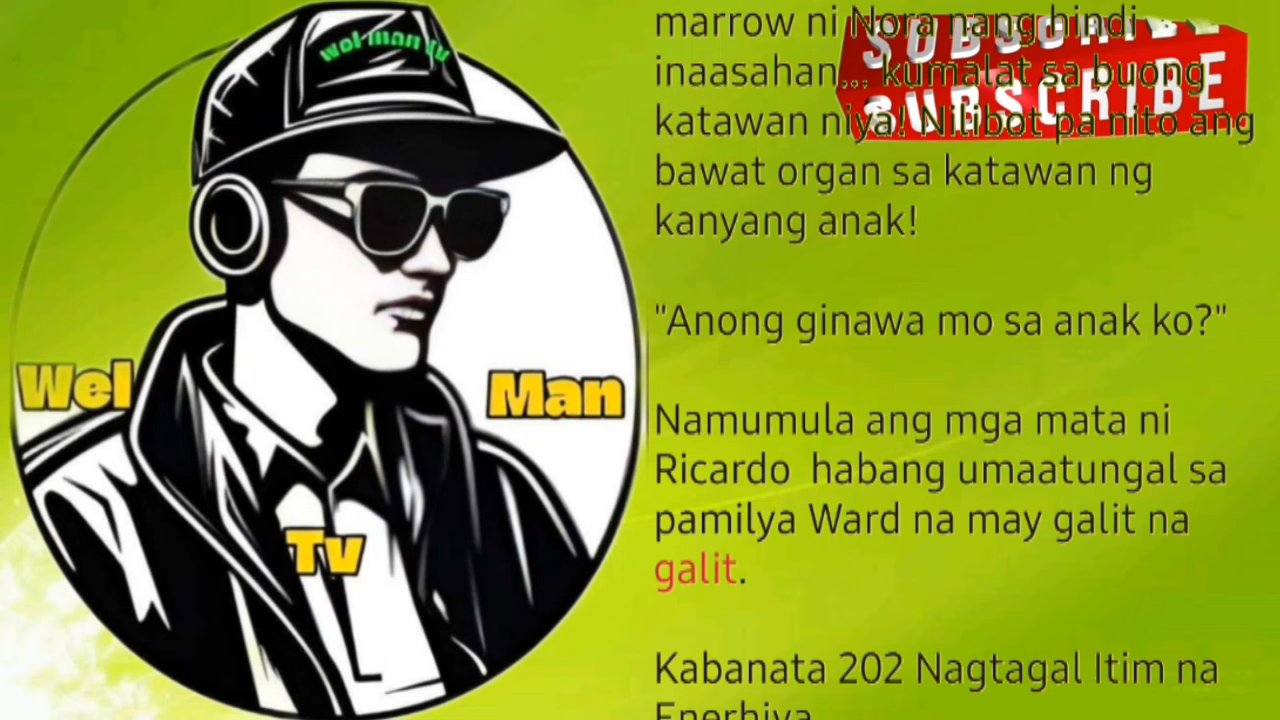 wel man tv
Wel
Man
Tv
SUBSCRIBE
SUBSCRIBE
marrow ni Nora nang hindi
inaasahan... kumalat sa buong
katawan niya! Nilibot pa nito ang
bawat organ sa katawan ng
kanyang anak!
"Anong ginawa mo sa anak ko?"
Namumula ang mga mata ni
Ricardo habang umaatungal sa
pamilya Ward na may galit na
galit.
Kabanata 202 Nagtagal Itim na
Enerhiya